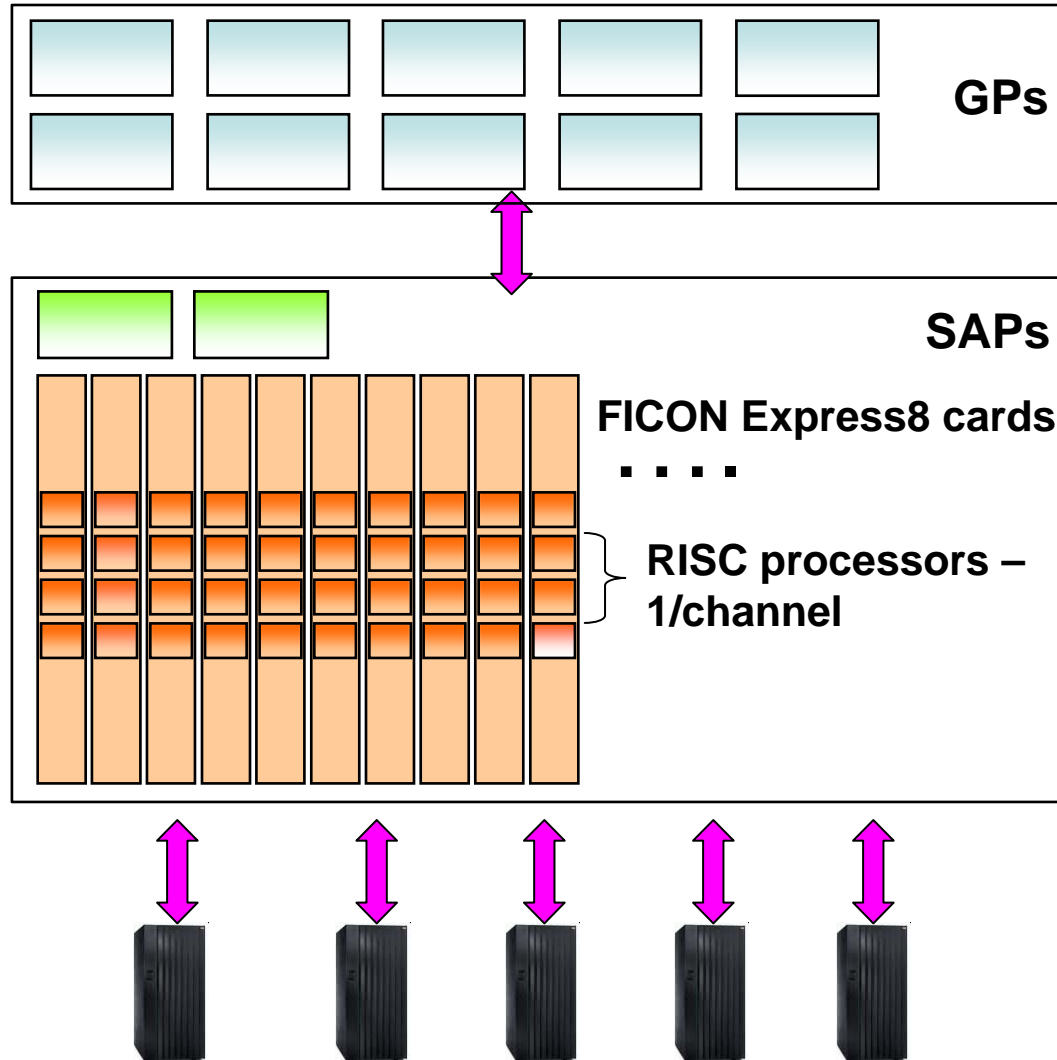 GPs
SAPs
FICON Express8 cards
. . . .
RISC processors –
1/channel